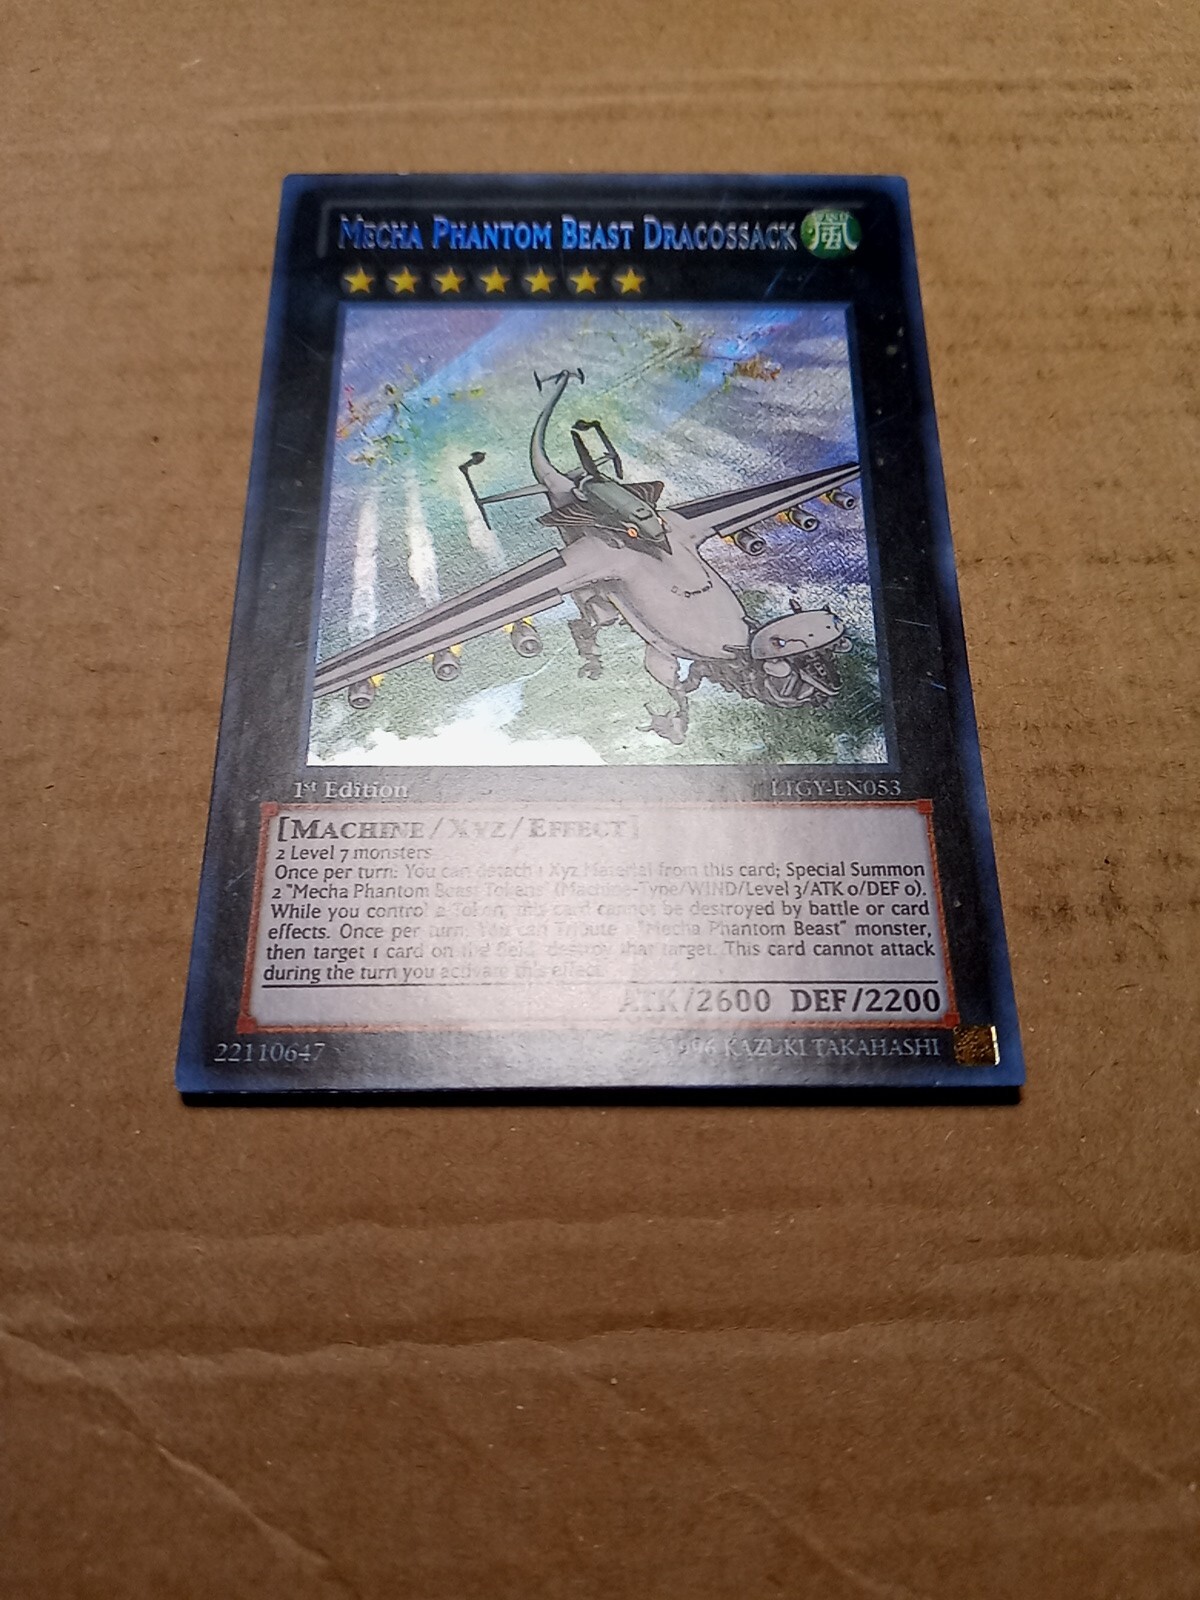 MECHA PHANTOM BEAST DRACOSSACK
WIND 風
1st Edition
LTGY-EN053
[MACHINE/XYZ/EFFECT]
2 Level 7 monsters
Once per turn: You can detach 1 Xyz Material from this card; Special Summon
2 "Mecha Phantom Beast Tokens" (Machine-Type/WIND/Level 3/ATK 0/DEF 0).
While you control a Token, this card cannot be destroyed by battle or card
effects. Once per turn: You can Tribute 1 "Mecha Phantom Beast" monster,
then target 1 card on the field; destroy that target. This card cannot attack
during the turn you activate this effect.
ATK/2600 DEF/2200
22110647
1996 KAZUKI TAKAHASHI